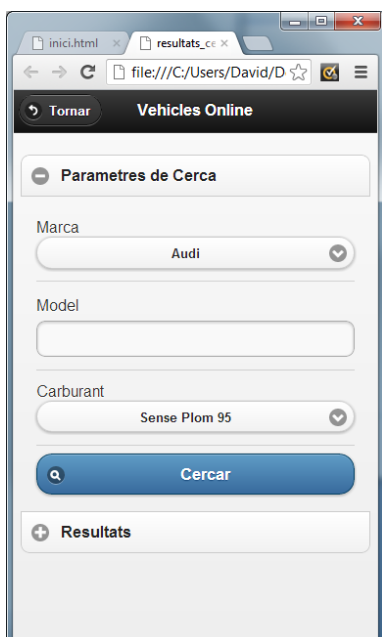 inici.html
resultats_ce
file:///C:/Users/David/D
Tornar
Vehicles Online
Parametres de Cerca
Marca
Audi
Model
Carburant
Sense Plom 95
Cercar
Resultats